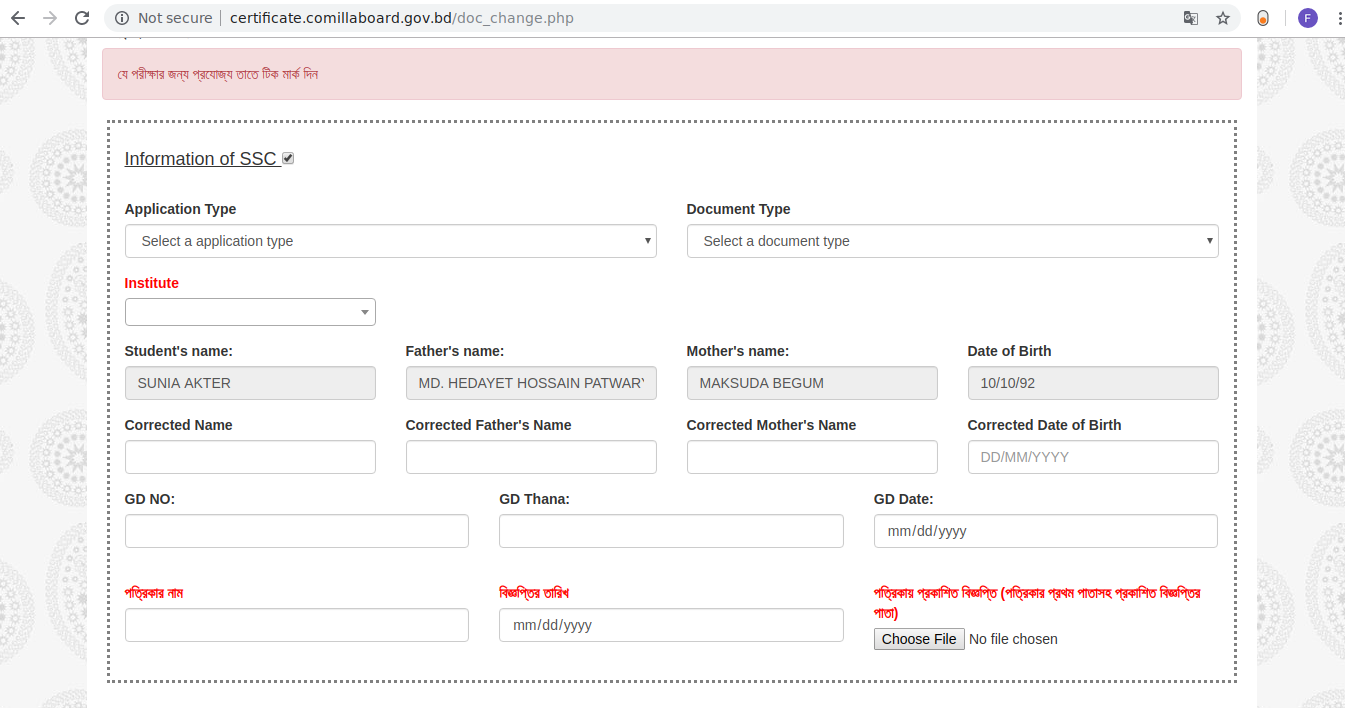 Not secure
certificate.comillaboard.gov.bd/doc_change.php
F
যে পরীক্ষার জন্য প্রযোজ্য তাতে টিক মার্ক দিন
Information of SSC
Application Type Document Type
Select a application type Select a document type
Institute
Student's name: Father's name: Mother's name: Date of Birth
SUNIA AKTER MD. HEDAYET HOSSAIN PATWARY MAKSUDA BEGUM 10/10/92
Corrected Name Corrected Father's Name Corrected Mother's Name Corrected Date of Birth
DD/MM/YYYY
GD NO: GD Thana: GD Date:
mm/dd/yyyy
পত্রিকার নাম বিজ্ঞপ্তির তারিখ পত্রিকায় প্রকাশিত বিজ্ঞপ্তি (পত্রিকার প্রথম পাতাসহ প্রকাশিত বিজ্ঞপ্তির
পাতা)
mm/dd/yyyy
Choose File No file chosen